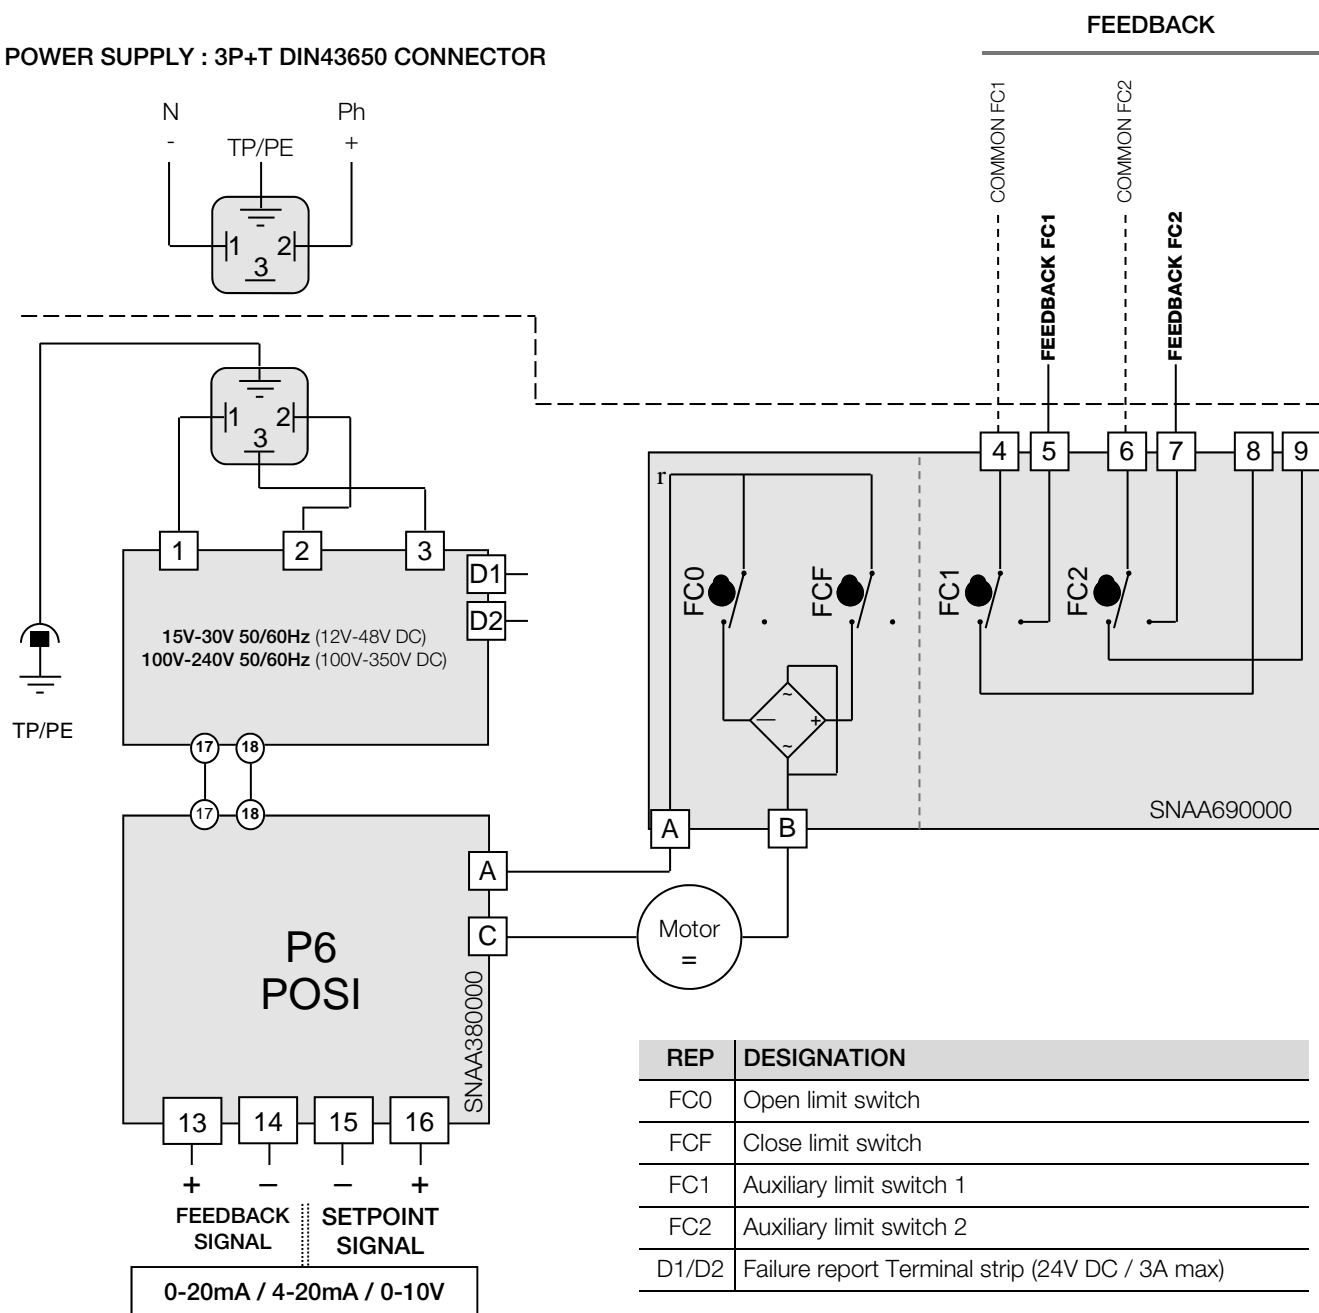 FEEDBACK
POWER SUPPLY : 3P+T DIN43650 CONNECTOR
N
Ph
-
TP/PE
+
COMMON FC1
COMMON FC2
FEEDBACK FC1
FEEDBACK FC2
1
2
3
1
2
3
4
5
6
7
8
9
r
1
2
3
D1
D2
15V-30V 50/60Hz (12V-48V DC)
100V-240V 50/60Hz (100V-350V DC)
TP/PE
FC0
FCF
FC1
FC2
~
—
+
~
17
18
17
18
SNAA690000
A
B
A
C
Motor
=
P6
POSI
SNAA380000
13
14
15
16
+
–
–
+
FEEDBACK
SIGNAL
SETPOINT
SIGNAL
0-20mA / 4-20mA / 0-10V
REP DESIGNATION
FC0 Open limit switch
FCF Close limit switch
FC1 Auxiliary limit switch 1
FC2 Auxiliary limit switch 2
D1/D2 Failure report Terminal strip (24V DC / 3A max)